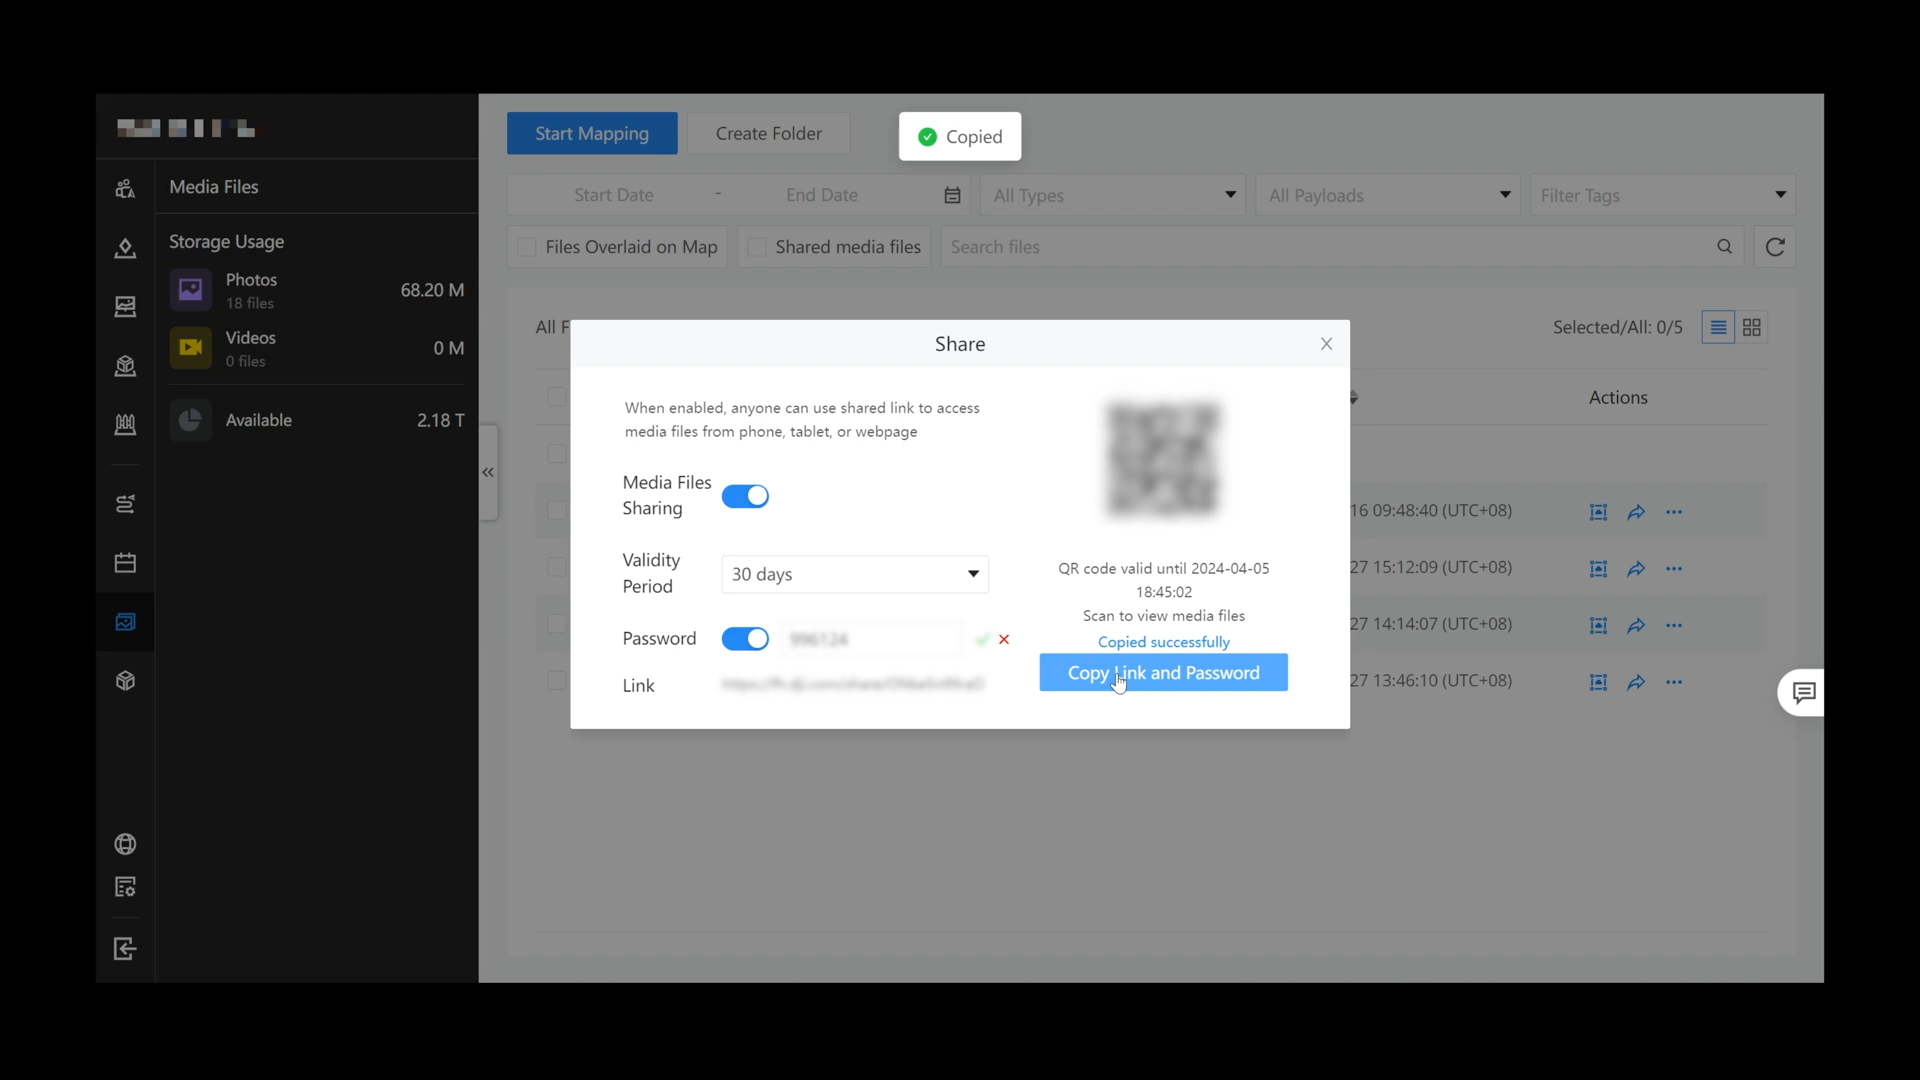 Start Mapping
Create Folder
Copied
Media Files
Start Date - End Date
All Types
All Payloads
Filter Tags
Storage Usage
Files Overlaid on Map
Shared media files
Search files
Photos
18 files
68.20 M
Videos
0 files
0 M
Available
2.18 T
All F
Selected/All: 0/5
Actions
16 09:48:40 (UTC+08)
27 15:12:09 (UTC+08)
27 14:14:07 (UTC+08)
27 13:46:10 (UTC+08)
Share
When enabled, anyone can use shared link to access
media files from phone, tablet, or webpage
Media Files
Sharing
Validity
Period
30 days
Password
Link
QR code valid until 2024-04-05
18:45:02
Scan to view media files
Copied successfully
Copy Link and Password